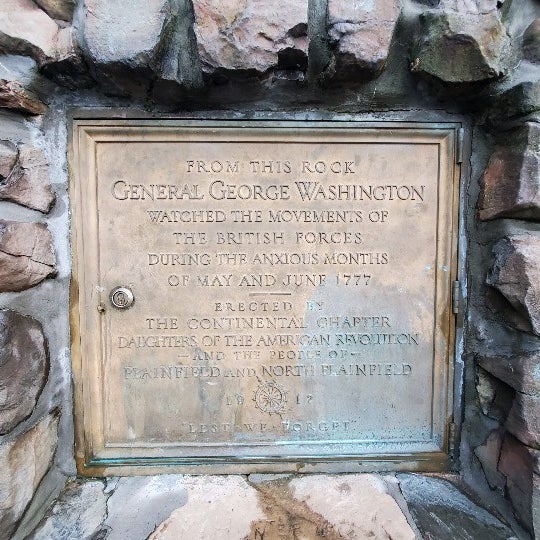 FROM THIS ROCK
GENERAL GEORGE WASHINGTON
WATCHED THE MOVEMENTS OF
THE BRITISH FORCES
DURING THE ANXIOUS MONTHS
OF MAY AND JUNE 1777
ERECTED BY
THE CONTINENTAL CHAPTER
DAUGHTERS OF THE AMERICAN REVOLUTION
— AND THE PEOPLE OF —
PLAINFIELD AND NORTH PLAINFIELD
1917
"LEST WE FORGET"